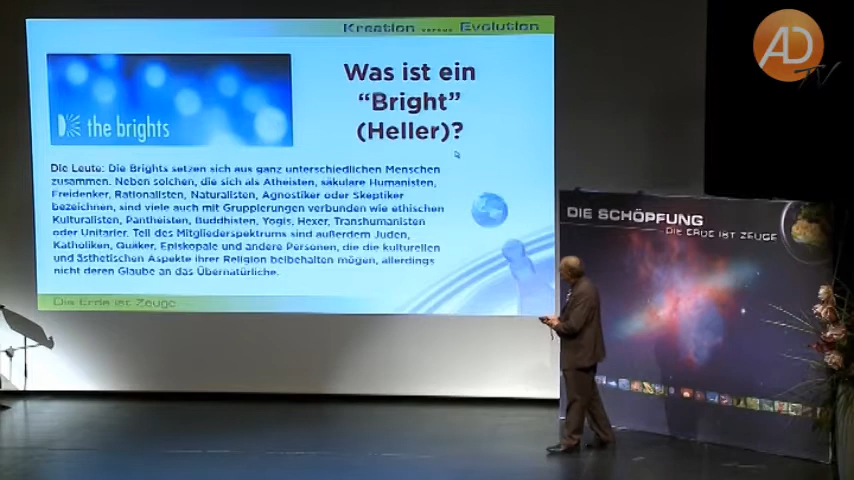 Kreation versus Evolution
AD
TV
the brights
Was ist ein
“Bright”
(Heller)?
Die Leute: Die Brights setzen sich aus ganz unterschiedlichen Menschen
zusammen. Neben solchen, die sich als Atheisten, säkulare Humanisten,
Freidenker, Rationalisten, Naturalisten, Agnostiker oder Skeptiker
bezeichnen, sind viele auch mit Gruppierungen verbunden wie ethischen
Kulturalisten, Pantheisten, Buddhisten, Yogis, Hexer, Transhumanisten
oder Unitarier. Teil des Mitgliederspektrums sind außerdem Juden,
Katholiken, Quäker, Episkopale und andere Personen, die die kulturellen
und ästhetischen Aspekte ihrer Religion beibehalten mögen, allerdings
nicht deren Glaube an das Übernatürliche.
Die Erde ist Zeuge
DIE SCHÖPFUNG
DIE ERDE IST ZEUGE